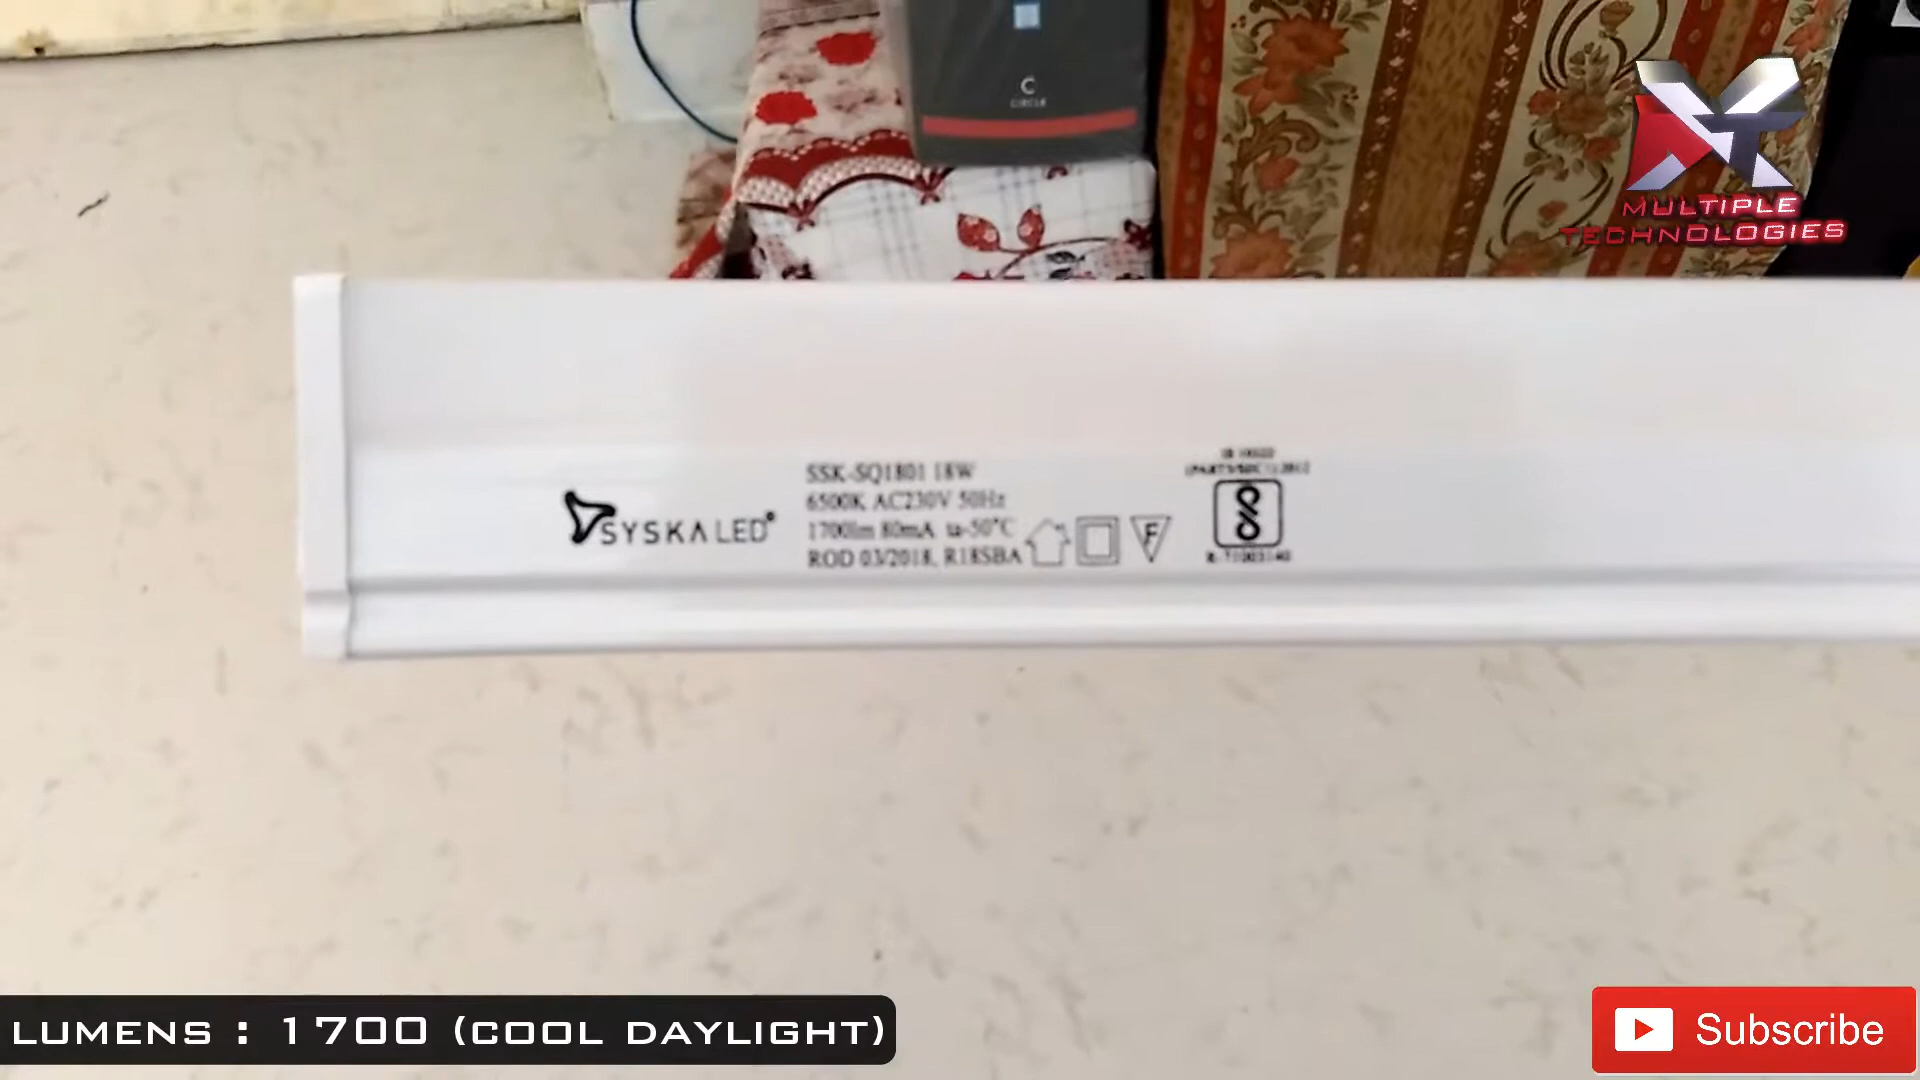 C
CIRCLE
MULTIPLE
TECHNOLOGIES
SYSKA LED
SSK-SQ1801 18W
6500K AC230V 50Hz
1700lm 80mA ta-50°C
ROD 03/2018, R18SBA
F
LUMENS : 1700 (COOL DAYLIGHT)
Subscribe